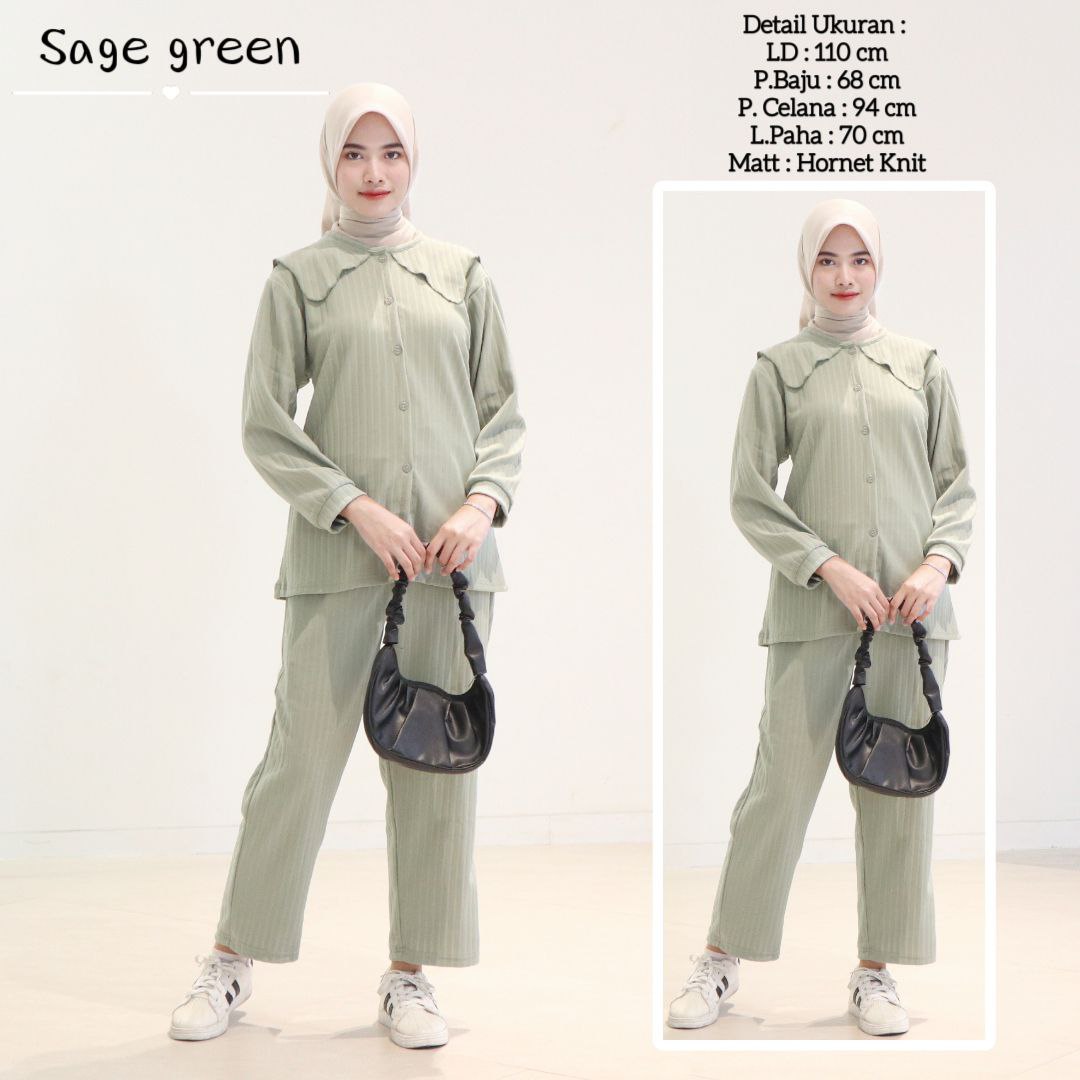 Sage green
Detail Ukuran :
LD : 110 cm
P.Baju : 68 cm
P. Celana : 94 cm
L.Paha : 70 cm
Matt : Hornet Knit